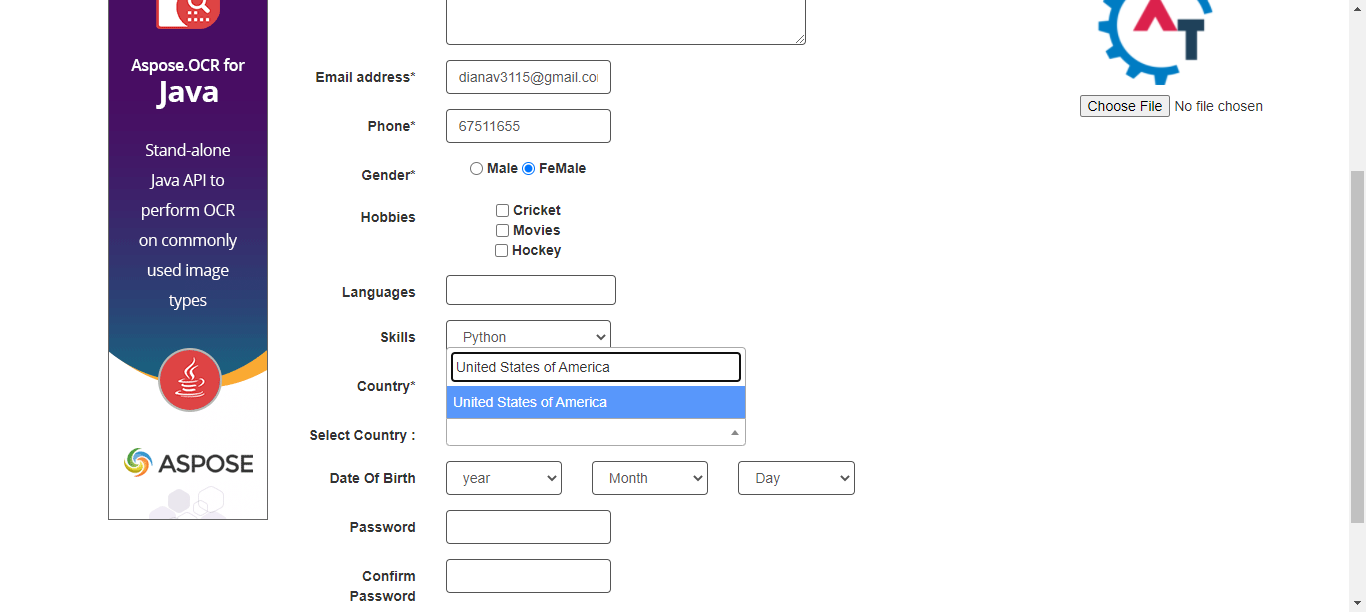 Aspose.OCR for
Java
Stand-alone
Java API to
perform OCR
on commonly
used image
types
ASPOSE
Email address*
dianav3115@gmail.co
Phone*
67511655
Gender*
Male FeMale
Hobbies
Cricket
Movies
Hockey
Languages
Skills
Python
United States of America
Country*
United States of America
Select Country :
Date Of Birth
year Month Day
Password
Confirm
Password
AT
Choose File No file chosen